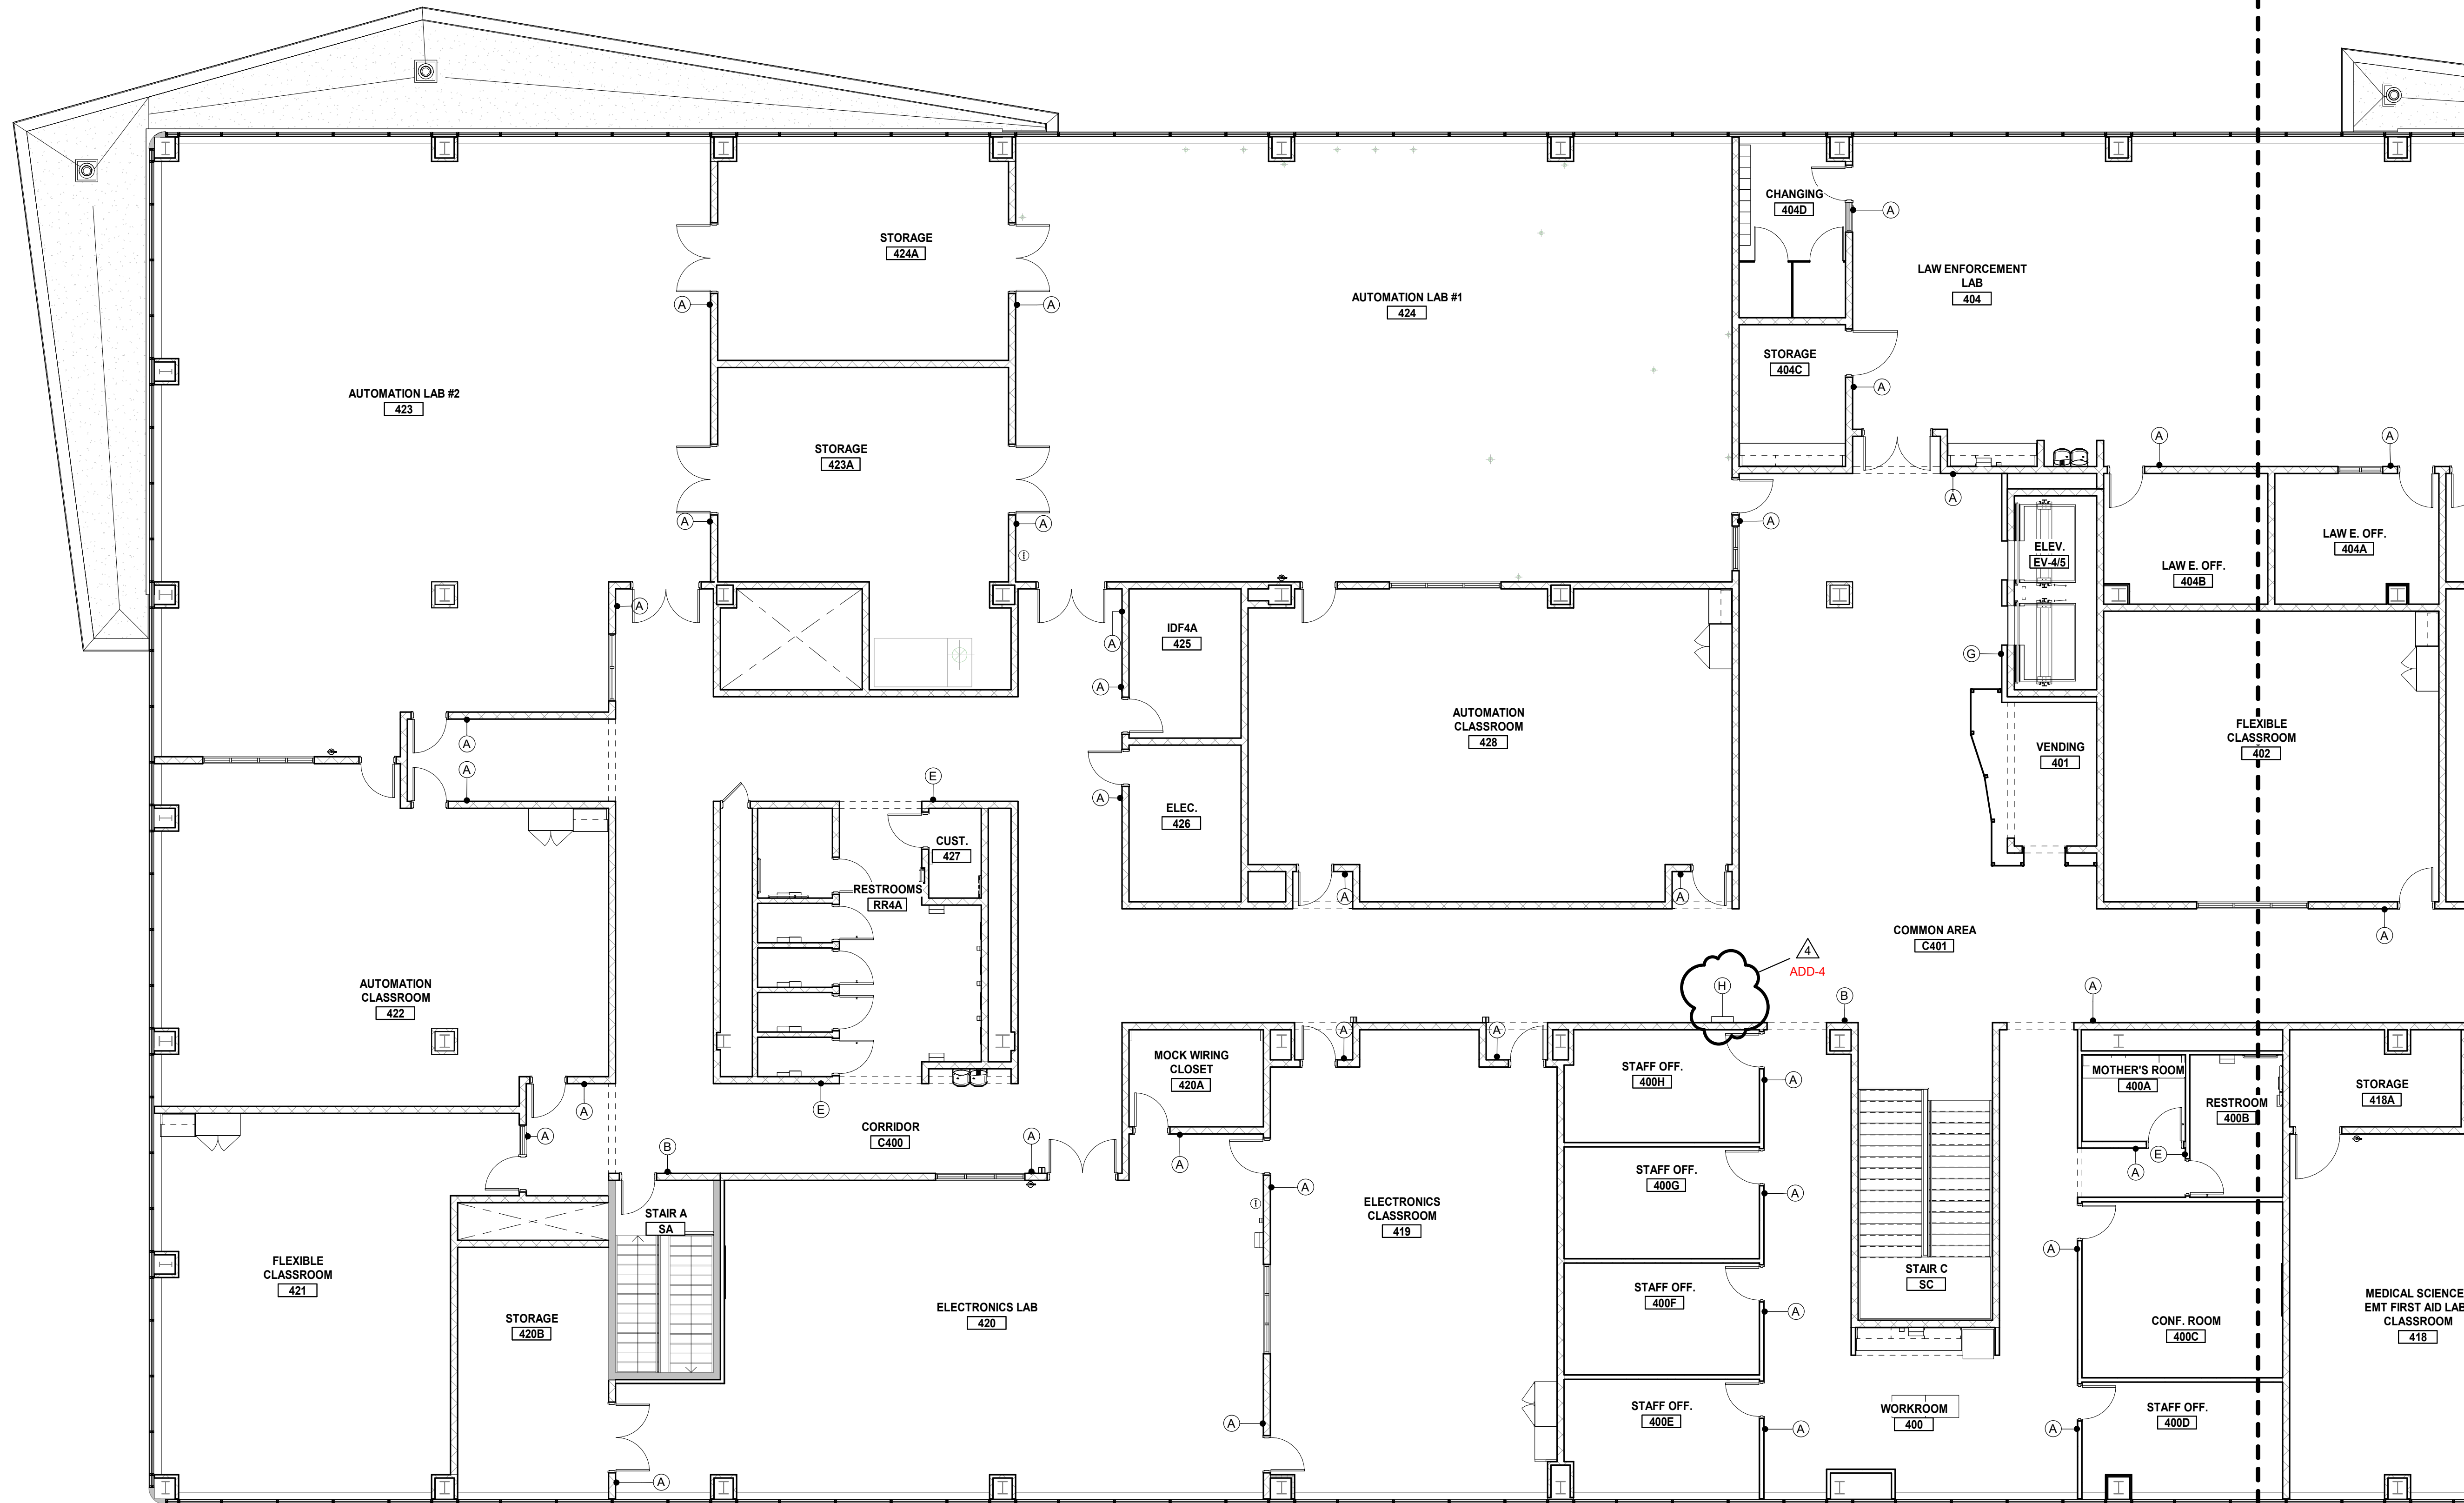 CHANGING
404D
A
STORAGE
424A
LAW ENFORCEMENT
LAB
404
A
A
AUTOMATION LAB #1
424
STORAGE
404C
A
AUTOMATION LAB #2
423
STORAGE
423A
A
A
A
A
A
A
LAW E. OFF.
404A
ELEV.
EV-4/5
I
LAW E. OFF.
404B
A
IDF4A
425
A
G
A
AUTOMATION
CLASSROOM
428
FLEXIBLE
CLASSROOM
402
VENDING
401
A
A
E
A
ELEC.
426
CUST.
427
RESTROOMS
RR4A
A
A
COMMON AREA
C401
A
4
ADD-4
AUTOMATION
CLASSROOM
422
H
A
B
A
A
MOCK WIRING
CLOSET
420A
STAFF OFF.
400H
A
MOTHER'S ROOM
400A
STORAGE
418A
RESTROOM
400B
E
A
CORRIDOR
C400
A
A
B
A
E
A
STAFF OFF.
400G
A
A
I
ELECTRONICS
CLASSROOM
419
STAIR A
SA
A
FLEXIBLE
CLASSROOM
421
STAIR C
SC
STAFF OFF.
400F
A
MEDICAL SCIENCE
EMT FIRST AID LAB
CLASSROOM
418
ELECTRONICS LAB
420
STORAGE
420B
CONF. ROOM
400C
STAFF OFF.
400E
WORKROOM
400
STAFF OFF.
400D
A
A
A
A